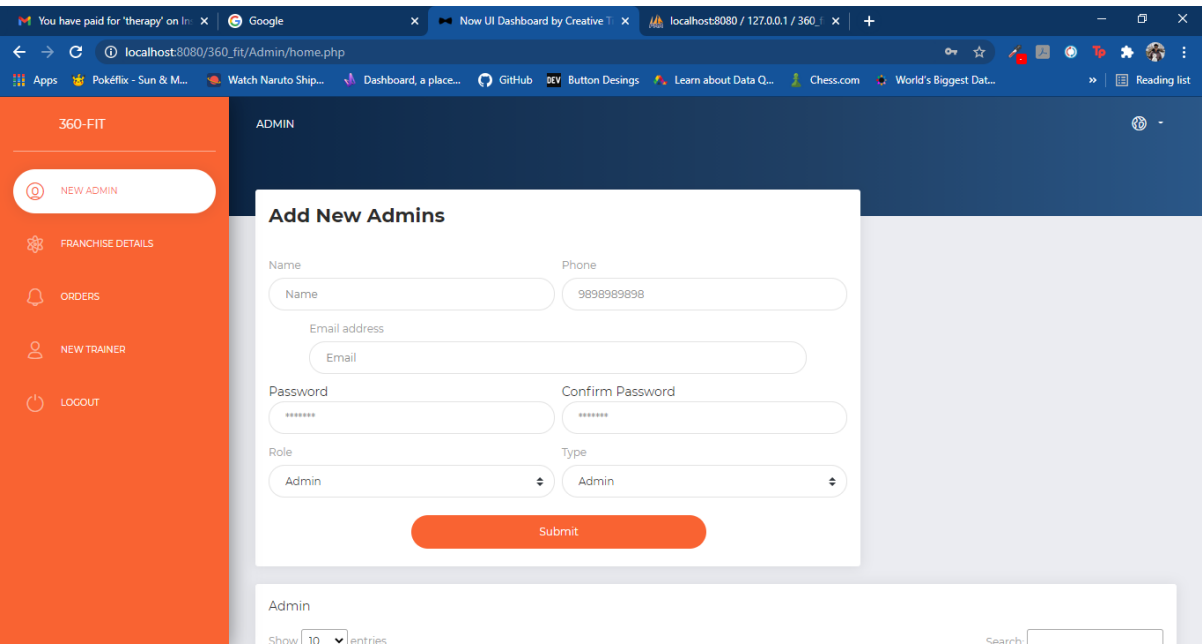 You have paid for 'therapy' on In
Google
Now UI Dashboard by Creative Ti
localhost:8080 / 127.0.0.1 / 360_f
localhost:8080/360_fit/Admin/home.php
Apps
Pokéflix - Sun & M...
Watch Naruto Ship...
Dashboard, a place...
GitHub
DEV Button Desings
Learn about Data Q...
Chess.com
World's Biggest Dat...
»
Reading list
360-FIT
ADMIN
NEW ADMIN
FRANCHISE DETAILS
ORDERS
NEW TRAINER
LOGOUT
Add New Admins
Name Phone
Name 9898989898
Email address
Email
Password Confirm Password
******* *******
Role Type
Admin Admin
Submit
Admin
Show 10 entries Search: